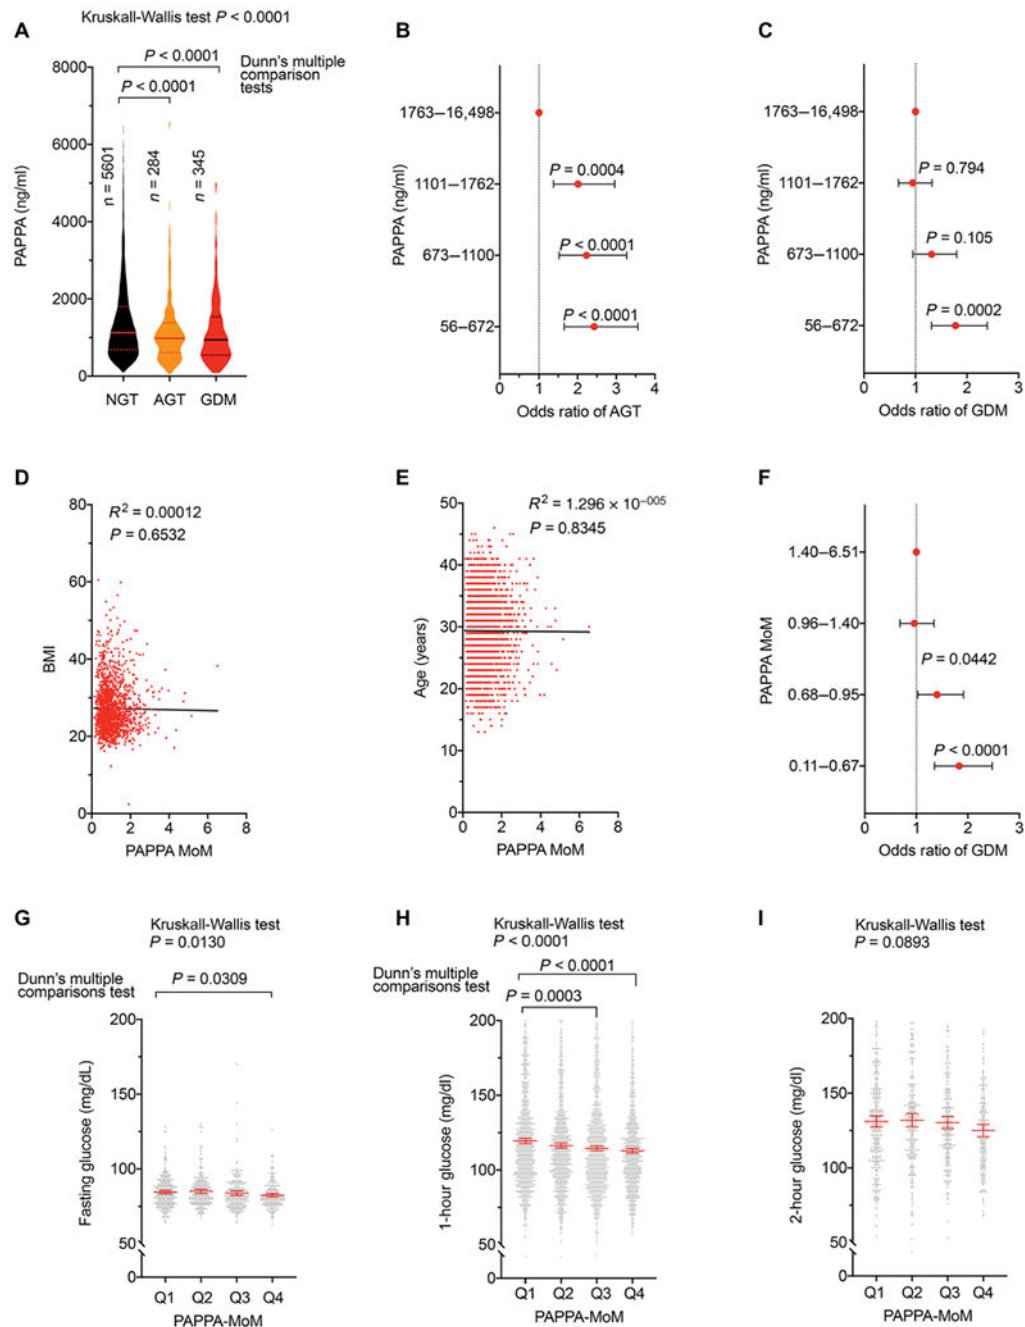 Kruskall-Wallis test P < 0.0001
A
P < 0.0001
Dunn's multiple
comparison
tests
P < 0.0001
8000
6000
4000
2000
0
PAPPA (ng/ml)
n = 5601
n = 284
n = 345
NGT AGT GDM
B
PAPPA (ng/ml)
1763–16,498
1101–1762
673–1100
56–672
P = 0.0004
P < 0.0001
P < 0.0001
0 1 2 3 4
Odds ratio of AGT
C
PAPPA (ng/ml)
1763–16,498
1101–1762
673–1100
56–672
P = 0.794
P = 0.105
P = 0.0002
0 1 2 3
Odds ratio of GDM
D
R² = 0.00012
P = 0.6532
80
60
40
20
0
BMI
0 2 4 6 8
PAPPA MoM
E
R² = 1.296 × 10⁻⁰⁰⁵
P = 0.8345
50
40
30
20
10
0
Age (years)
0 2 4 6 8
PAPPA MoM
F
PAPPA MoM
1.40–6.51
0.96–1.40
0.68–0.95
0.11–0.67
P = 0.0442
P < 0.0001
0 1 2 3
Odds ratio of GDM
G
Kruskall-Wallis test
P = 0.0130
Dunn's multiple
comparisons test
P = 0.0309
200
150
100
50
0
Fasting glucose (mg/dL)
Q1 Q2 Q3 Q4
PAPPA-MoM
H
Kruskall-Wallis test
P < 0.0001
Dunn's multiple
comparisons test
P < 0.0001
P = 0.0003
200
150
100
50
0
1-hour glucose (mg/dl)
Q1 Q2 Q3 Q4
PAPPA-MoM
I
Kruskall-Wallis test
P = 0.0893
200
150
100
50
0
2-hour glucose (mg/dl)
Q1 Q2 Q3 Q4
PAPPA-MoM